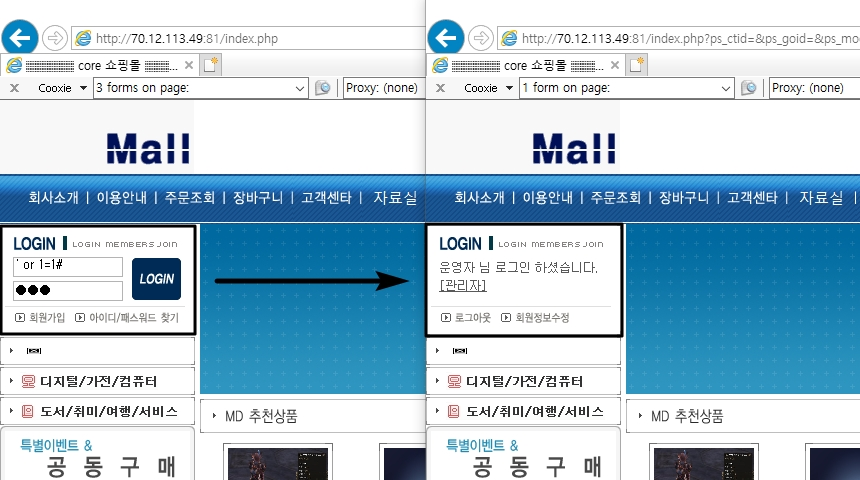 http://70.12.113.49:81/index.php
core 쇼핑몰 ...
x Cooxie 3 forms on page: Proxy: (none)
Mall
회사소개 | 이용안내 | 주문조회 | 장바구니 | 고객센타 | 자료실
LOGIN LOGIN MEMBERS JOIN
' or 1=1#
●●●
LOGIN
회원가입 아이디/패스워드 찾기
디지털/가전/컴퓨터
도서/취미/여행/서비스
MD 추천상품
특별이벤트 &
공 동 구 매
http://70.12.113.49:81/index.php?ps_ctid=&ps_goid=&ps_mo
core 쇼핑몰 ...
x Cooxie 1 form on page: Proxy: (none)
Mall
회사소개 | 이용안내 | 주문조회 | 장바구니 | 고객센타 | 자료실 |
LOGIN LOGIN MEMBERS JOIN
운영자 님 로그인 하셨습니다.
[관리자]
로그아웃 회원정보수정
디지털/가전/컴퓨터
도서/취미/여행/서비스
MD 추천상품
특별이벤트 &
공 동 구 매